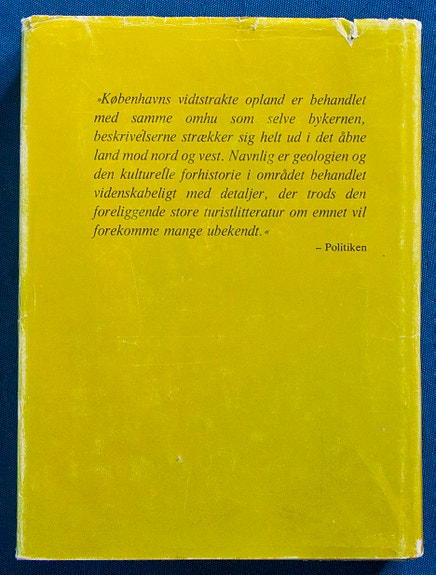 »Københavns vidtstrakte opland er behandlet
med samme omhu som selve bykernen,
beskrivelserne strækker sig helt ud i det åbne
land mod nord og vest. Navnlig er geologien og
den kulturelle forhistorie i området behandlet
videnskabeligt med detaljer, der trods den
foreliggende store turistlitteratur om emnet vil
forekomme mange ubekendt.«
– Politiken